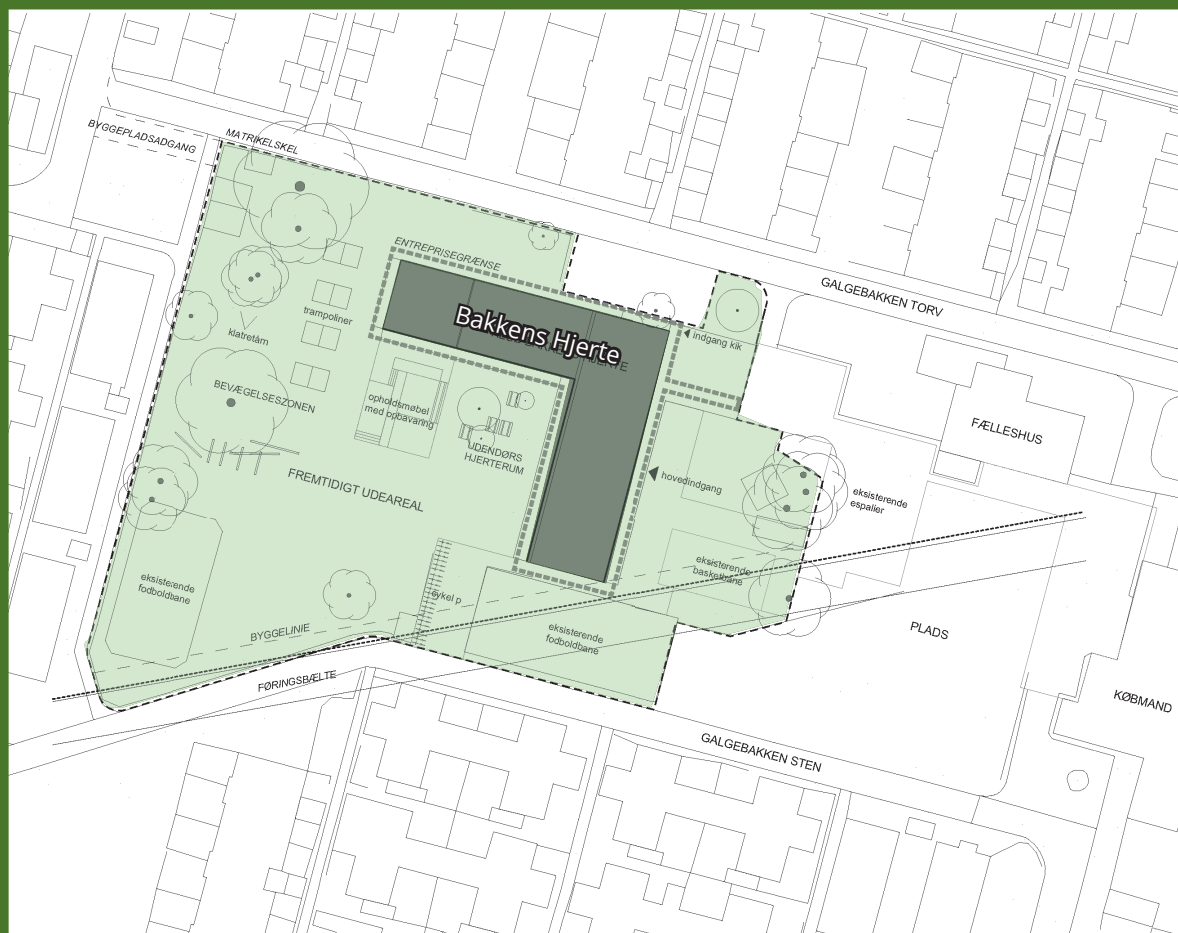 BYGGEPLADSADGANG
MATRIKELSKEL
ENTREPRISEGRÆNSE
GALGEBAKKEN TORV
trampoliner
klatretårn
Bakkens Hjerte
indgang kik
BEVÆGELSESZONEN
opholdsmøbel
med opbavaring
UDENDØRS
HJERTERUM
FÆLLESHUS
FREMTIDIGT UDEAREAL
hovedindgang
eksisterende
espalier
eksisterende
fodboldbane
cykel p
eksisterende
basketbane
BYGGELINIE
eksisterende
fodboldbane
PLADS
FØRINGSBÆLTE
KØBMAND
GALGEBAKKEN STEN